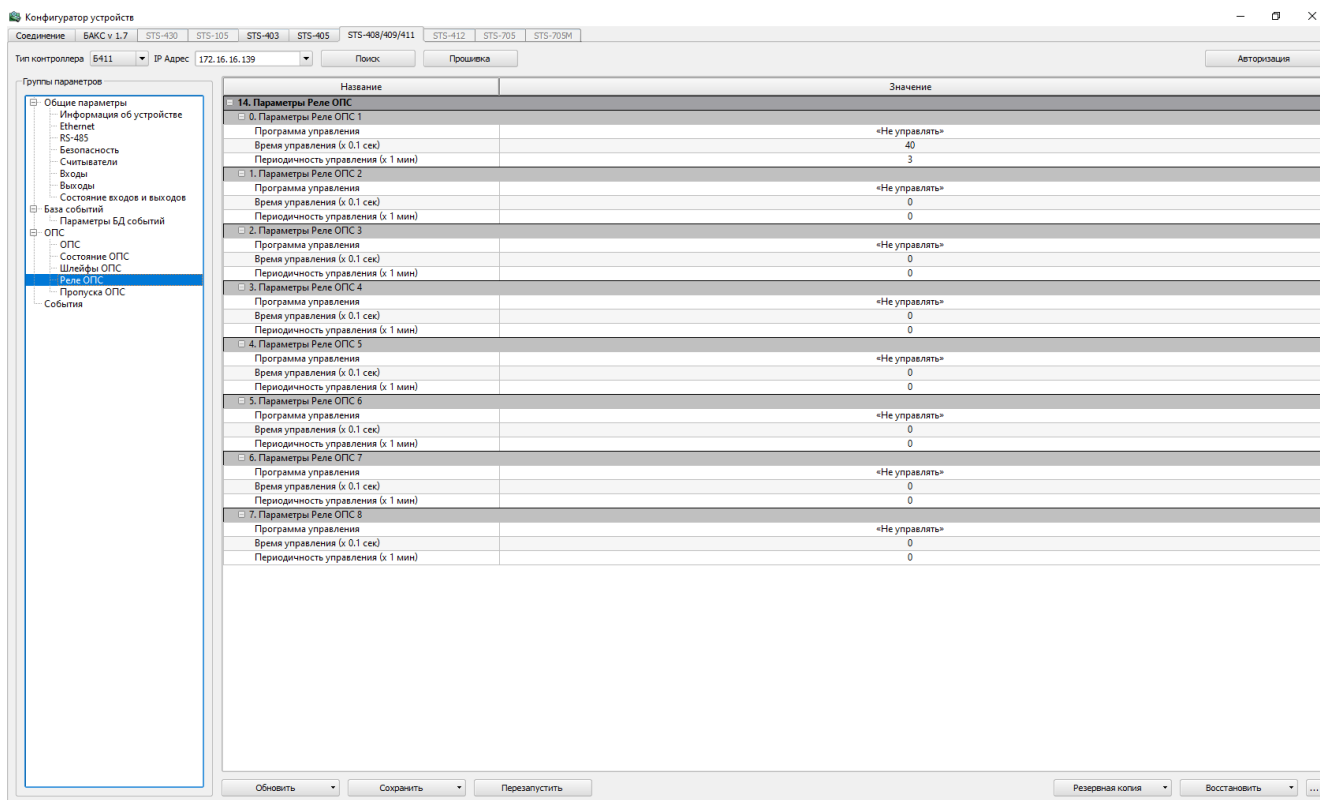 Конфигуратор устройств
Соединение БАКС v 1.7 STS-430 STS-105 STS-403 STS-405 STS-408/409/411 STS-412 STS-705 STS-705M
Тип контроллера Б411 IP Адрес 172.16.16.139 Поиск Прошивка Авторизация
Группы параметров
Общие параметры
Информация об устройстве
Ethernet
RS-485
Безопасность
Считыватели
Входы
Выходы
Состояние входов и выходов
База событий
Параметры БД событий
ОПС
ОПС
Состояние ОПС
Шлейфы ОПС
Реле ОПС
Пропуска ОПС
События
Название Значение
14. Параметры Реле ОПС
0. Параметры Реле ОПС 1
Программа управления «Не управлять»
Время управления (x 0.1 сек) 40
Периодичность управления (x 1 мин) 3
1. Параметры Реле ОПС 2
Программа управления «Не управлять»
Время управления (x 0.1 сек) 0
Периодичность управления (x 1 мин) 0
2. Параметры Реле ОПС 3
Программа управления «Не управлять»
Время управления (x 0.1 сек) 0
Периодичность управления (x 1 мин) 0
3. Параметры Реле ОПС 4
Программа управления «Не управлять»
Время управления (x 0.1 сек) 0
Периодичность управления (x 1 мин) 0
4. Параметры Реле ОПС 5
Программа управления «Не управлять»
Время управления (x 0.1 сек) 0
Периодичность управления (x 1 мин) 0
5. Параметры Реле ОПС 6
Программа управления «Не управлять»
Время управления (x 0.1 сек) 0
Периодичность управления (x 1 мин) 0
6. Параметры Реле ОПС 7
Программа управления «Не управлять»
Время управления (x 0.1 сек) 0
Периодичность управления (x 1 мин) 0
7. Параметры Реле ОПС 8
Программа управления «Не управлять»
Время управления (x 0.1 сек) 0
Периодичность управления (x 1 мин) 0
Обновить Сохранить Перезапустить Резервная копия Восстановить ...